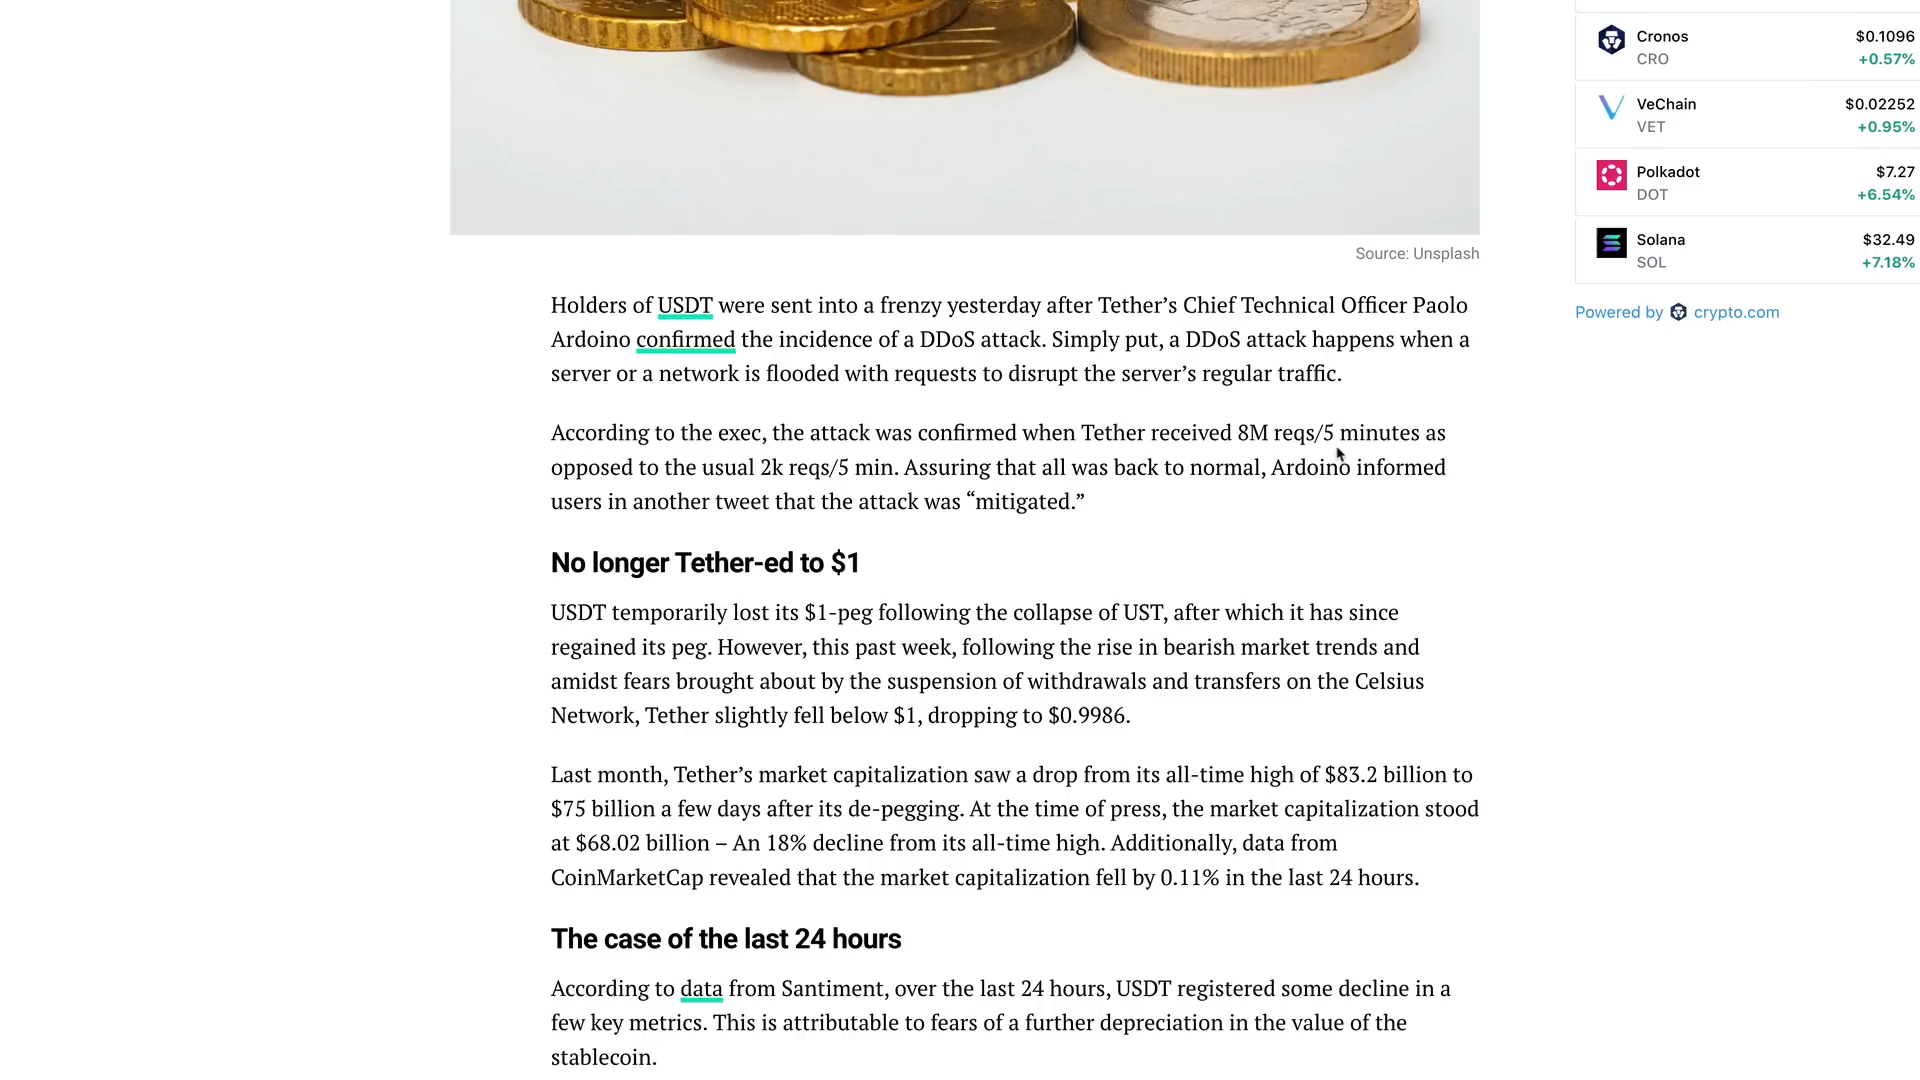 Cronos
$0.1096
CRO
+0.57%
VeChain
$0.02252
VET
+0.95%
Polkadot
$7.27
DOT
+6.54%
Solana
$32.49
SOL
+7.18%
Powered by crypto.com
Source: Unsplash
Holders of USDT were sent into a frenzy yesterday after Tether’s Chief Technical Officer Paolo
Ardoino confirmed the incidence of a DDoS attack. Simply put, a DDoS attack happens when a
server or a network is flooded with requests to disrupt the server’s regular traffic.
According to the exec, the attack was confirmed when Tether received 8M reqs/5 minutes as
opposed to the usual 2k reqs/5 min. Assuring that all was back to normal, Ardoino informed
users in another tweet that the attack was “mitigated.”
No longer Tether-ed to $1
USDT temporarily lost its $1-peg following the collapse of UST, after which it has since
regained its peg. However, this past week, following the rise in bearish market trends and
amidst fears brought about by the suspension of withdrawals and transfers on the Celsius
Network, Tether slightly fell below $1, dropping to $0.9986.
Last month, Tether’s market capitalization saw a drop from its all-time high of $83.2 billion to
$75 billion a few days after its de-pegging. At the time of press, the market capitalization stood
at $68.02 billion – An 18% decline from its all-time high. Additionally, data from
CoinMarketCap revealed that the market capitalization fell by 0.11% in the last 24 hours.
The case of the last 24 hours
According to data from Santiment, over the last 24 hours, USDT registered some decline in a
few key metrics. This is attributable to fears of a further depreciation in the value of the
stablecoin.